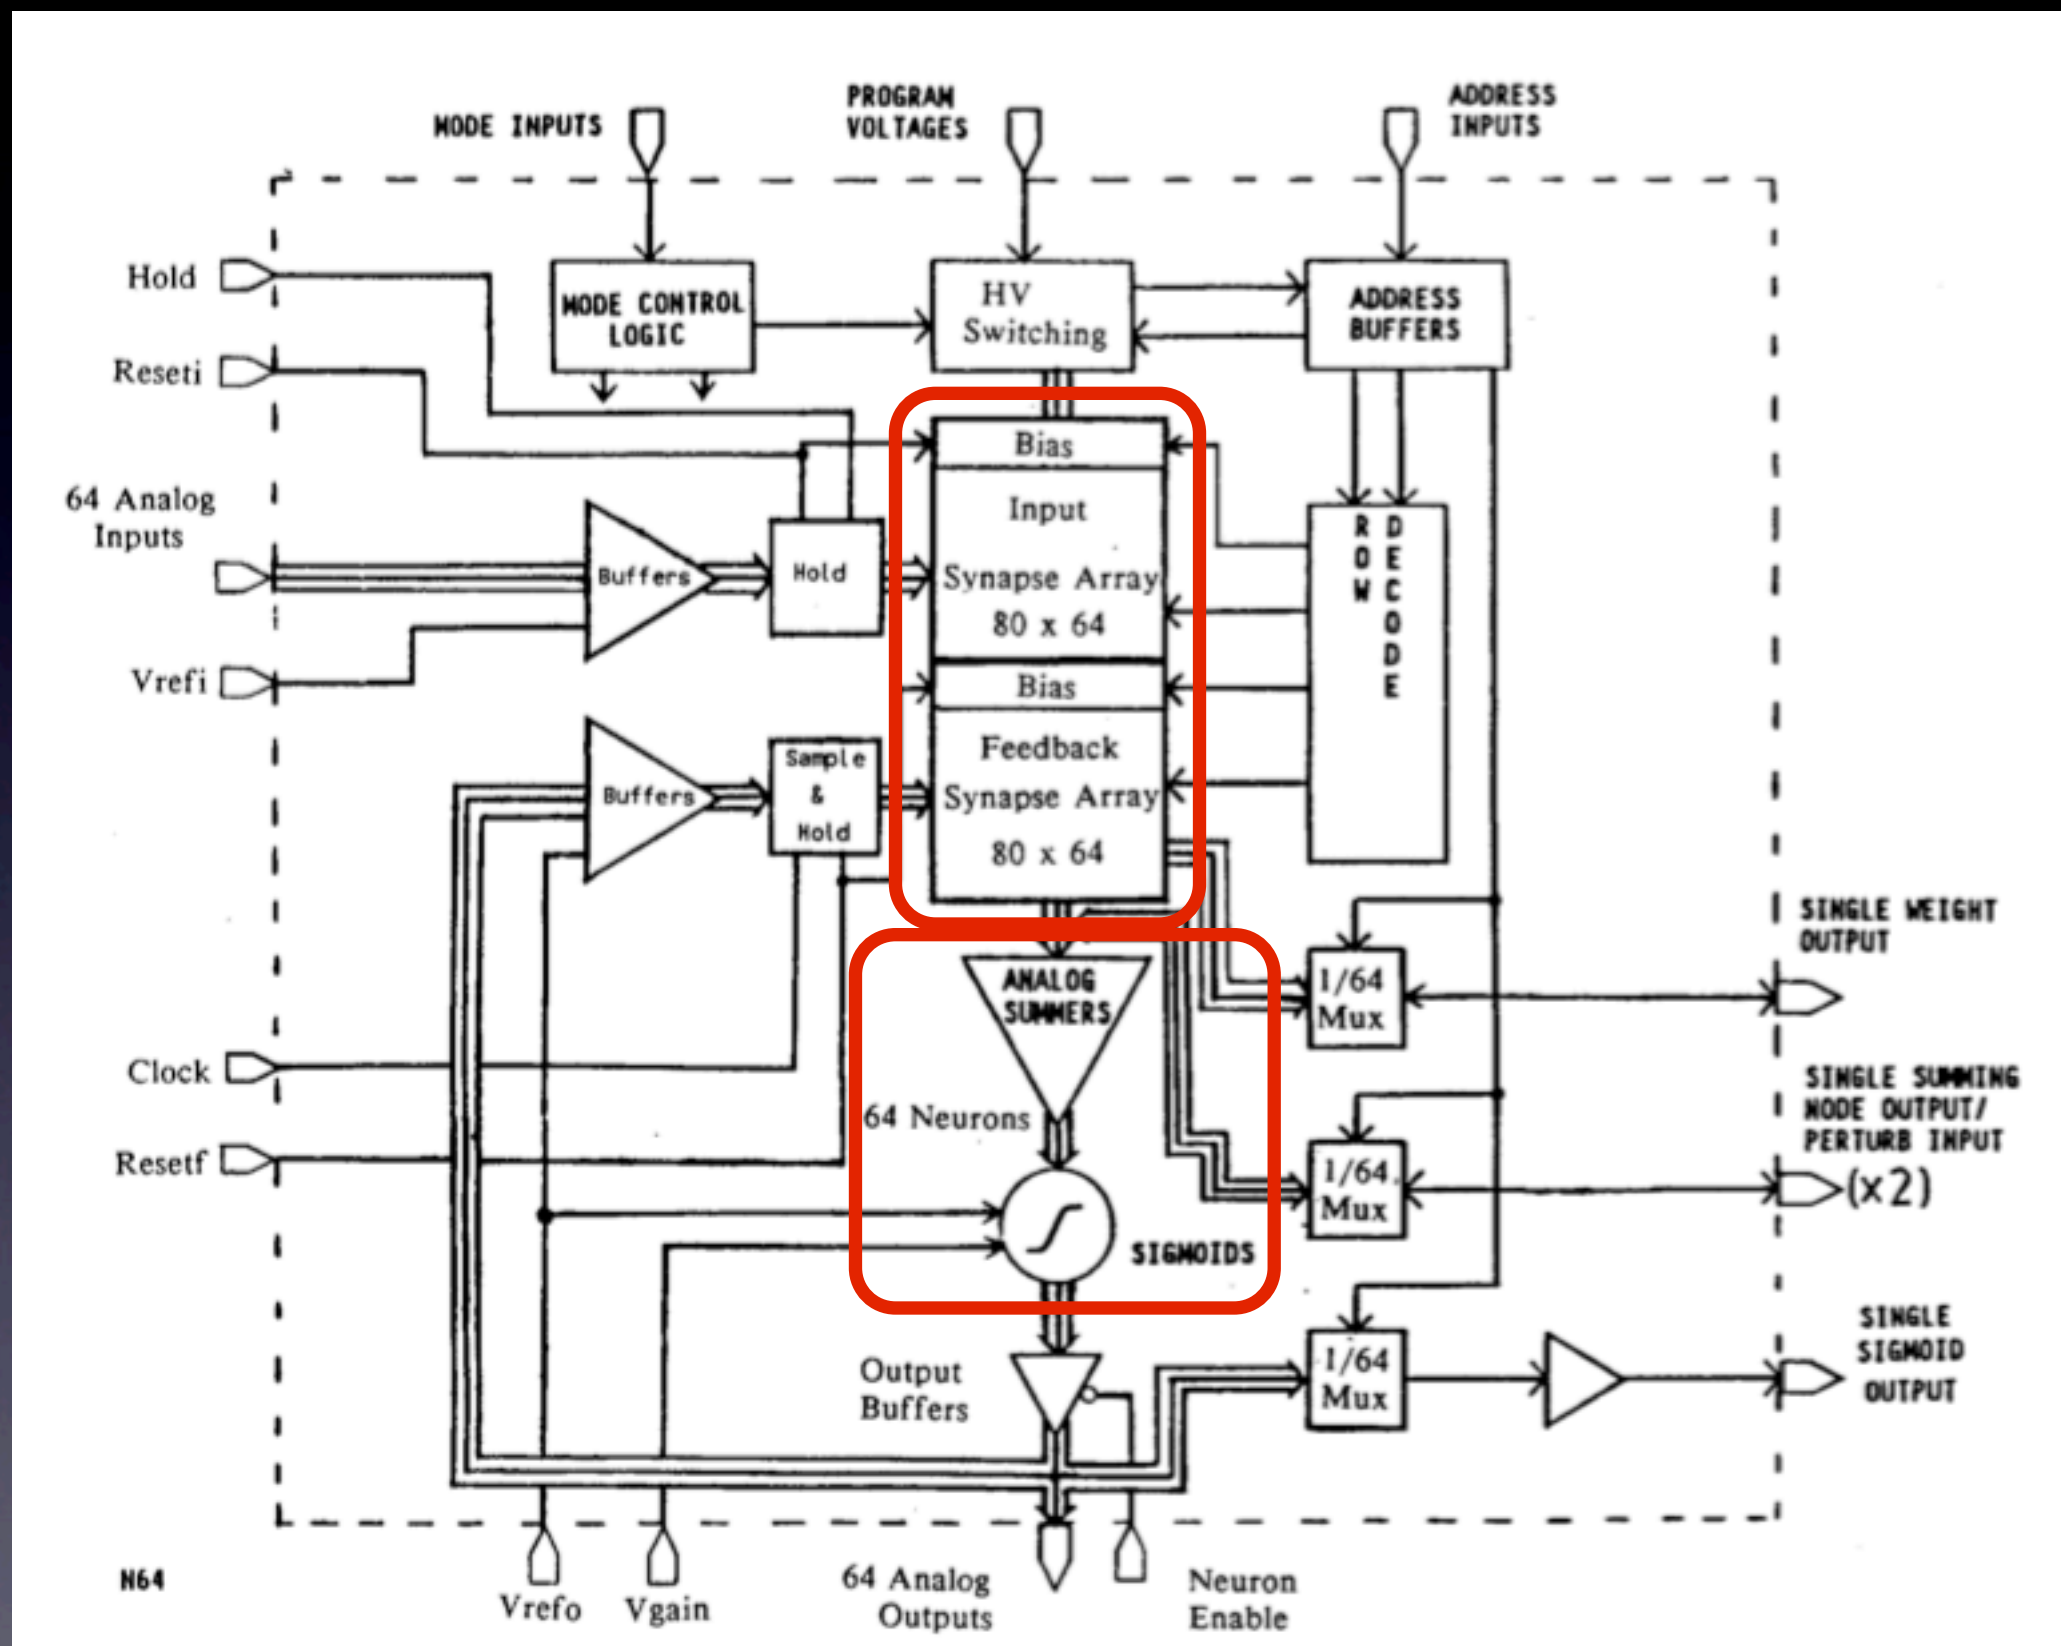 MODE INPUTS
PROGRAM
VOLTAGES
ADDRESS
INPUTS
Hold
MODE CONTROL
LOGIC
HV
Switching
ADDRESS
BUFFERS
Reseti
Bias
64 Analog
Inputs
Input
Buffers
Hold
Synapse Array
80 x 64
ROW
DECODE
Vrefi
Bias
Feedback
Buffers
Sample
&
Hold
Synapse Array
80 x 64
SINGLE WEIGHT
OUTPUT
ANALOG
SUMMERS
1/64
Mux
Clock
64 Neurons
SINGLE SUMMING
NODE OUTPUT/
PERTURB INPUT
(x2)
Resetf
1/64
Mux
SIGMOIDS
Output
Buffers
1/64
Mux
SINGLE
SIGMOID
OUTPUT
N64
Vrefo
Vgain
64 Analog
Outputs
Neuron
Enable